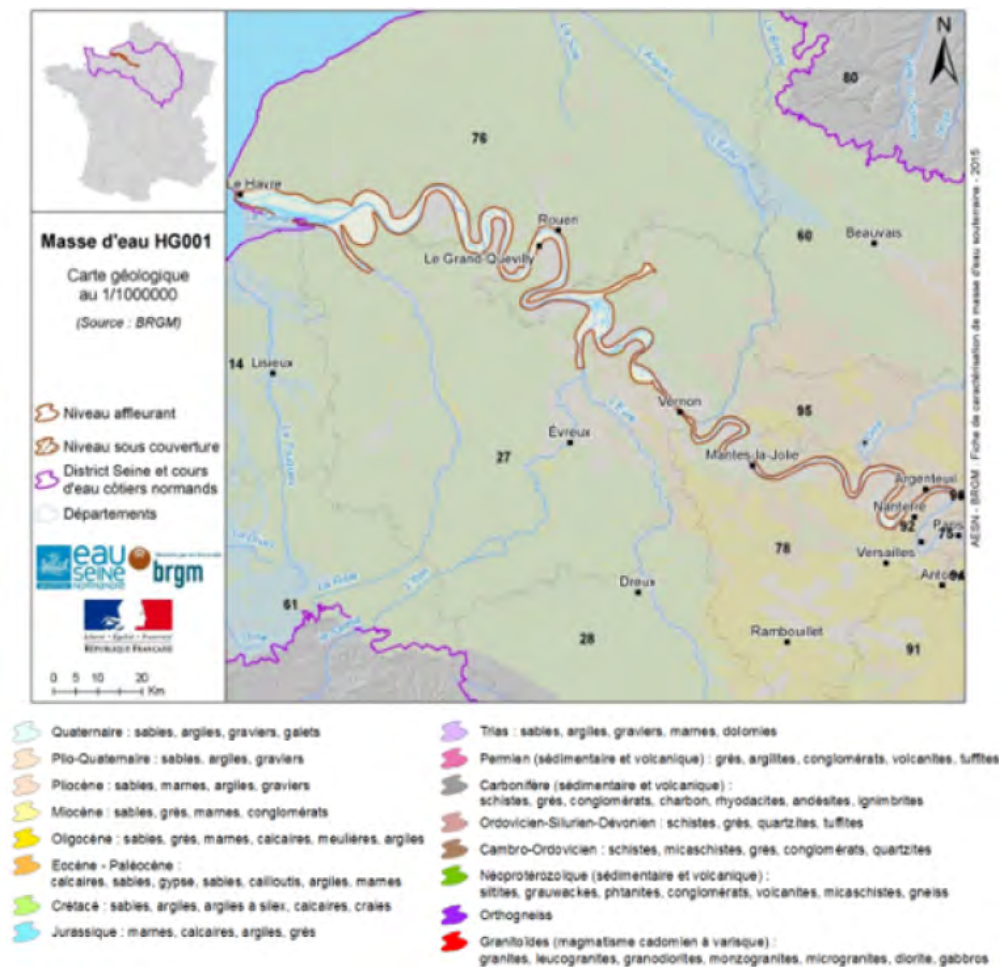 N
80
76
60
Le Havre
Rouen
Le Grand-Quevilly
Beauvais
Masse d'eau HG001
Carte géologique
au 1/1000000
(Source : BRGM)
14
Lisieux
Vernon
95
Niveau affleurant
Niveau sous couverture
District Seine et cours
d'eau côtiers normands
Départements
Évreux
27
L'Eure
Mantes-la-Jolie
Argenteuil
Nanterre
92
Paris
75
78
Versailles
eau
SEINE
NORMANDIE
brgm
Dreux
61
28
Rambouillet
91
Liberté • Égalité • Fraternité
RÉPUBLIQUE FRANÇAISE
0 5 10 20
Km
AESN - BRGM Fiche de caractérisation de masse d'eau souterraine - 2015
Quaternaire : sables, argiles, graviers, galets
Plio-Quaternaire : sables, argiles, graviers
Pliocène : sables, marnes, argiles, graviers
Miocène : sables, grès, marnes, conglomérats
Oligocène : sables, grès, marnes, calcaires, meulières, argiles
Eocène - Paléocène :
calcaires, sables, gypse, sables, cailloutis, argiles, marnes
Crétacé : sables, argiles, argiles à silex, calcaires, craies
Jurassique : marnes, calcaires, argiles, grès
Trias : sables, argiles, graviers, marnes, dolomies
Permien (sédimentaire et volcanique) : grès, argilites, conglomérats, volcanites, tuffites
Carbonifère (sédimentaire et volcanique) :
schistes, grès, conglomérats, charbon, rhyodacites, andésites, ignimbrites
Ordovicien-Silurien-Dévonien : schistes, grès, quartzites, tuffites
Cambro-Ordovicien : schistes, micaschistes, grès, conglomérats, quartzites
Néoprotérozoïque (sédimentaire et volcanique) :
siltites, grauwackes, phtanites, conglomérats, volcanites, micaschistes, gneiss
Orthogneiss
Granitoïdes (magmatisme cadomien à varisque) :
granites, leucogranites, granodiorites, monzogranites, microgranites, diorite, gabbros